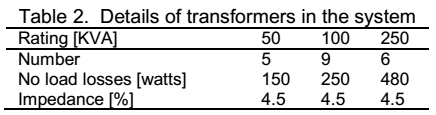 Table 2. Details of transformers in the system
Rating [KVA] 50 100 250
Number 5 9 6
No load losses [watts] 150 250 480
Impedance [%] 4.5 4.5 4.5